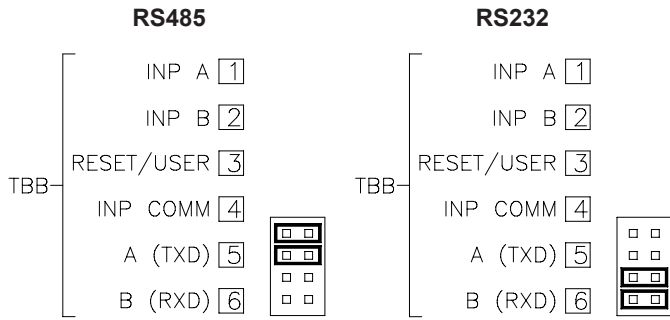 RS485
INP A 1
INP B 2
RESET/USER 3
TBB
INP COMM 4
A (TXD) 5
B (RXD) 6
RS232
INP A 1
INP B 2
RESET/USER 3
TBB
INP COMM 4
A (TXD) 5
B (RXD) 6